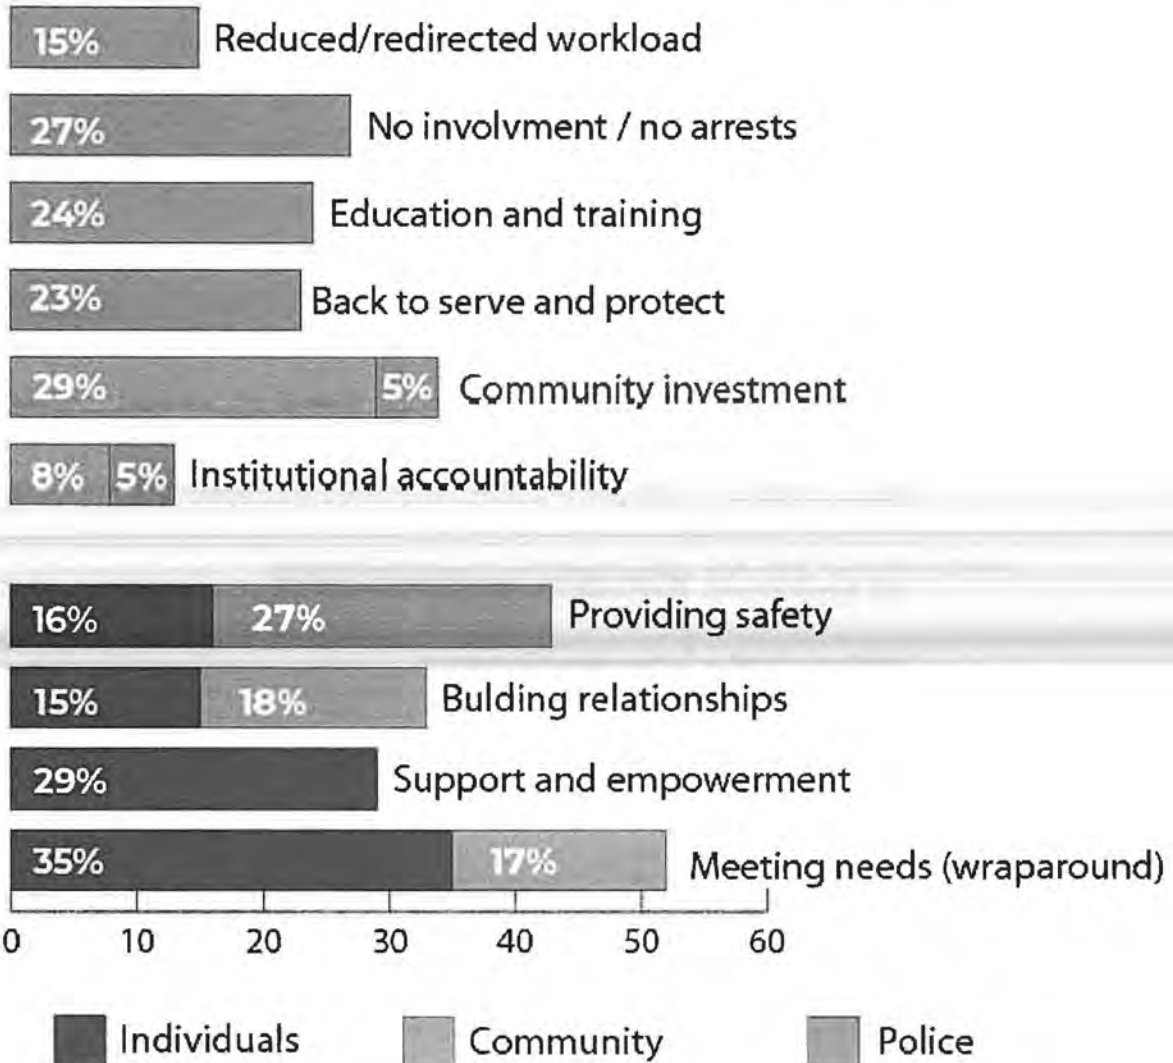 15% Reduced/redirected workload
27% No involvment / no arrests
24% Education and training
23% Back to serve and protect
29% 5% Community investment
8% 5% Institutional accountability
16% 27% Providing safety
15% 18% Bulding relationships
29% Support and empowerment
35% 17% Meeting needs (wraparound)
0 10 20 30 40 50 60
Individuals Community Police